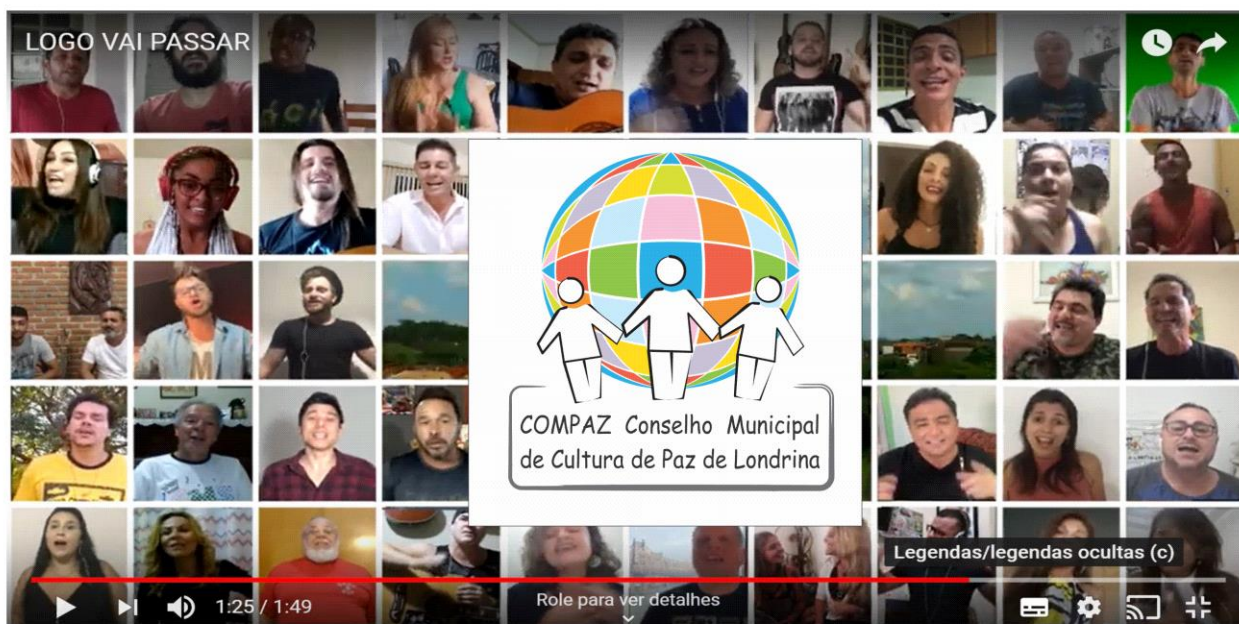 LOGO VAI PASSAR
COMPAZ Conselho Municipal
de Cultura de Paz de Londrina
Legendas/legendas ocultas (c)
1:25 / 1:49
Role para ver detalhes